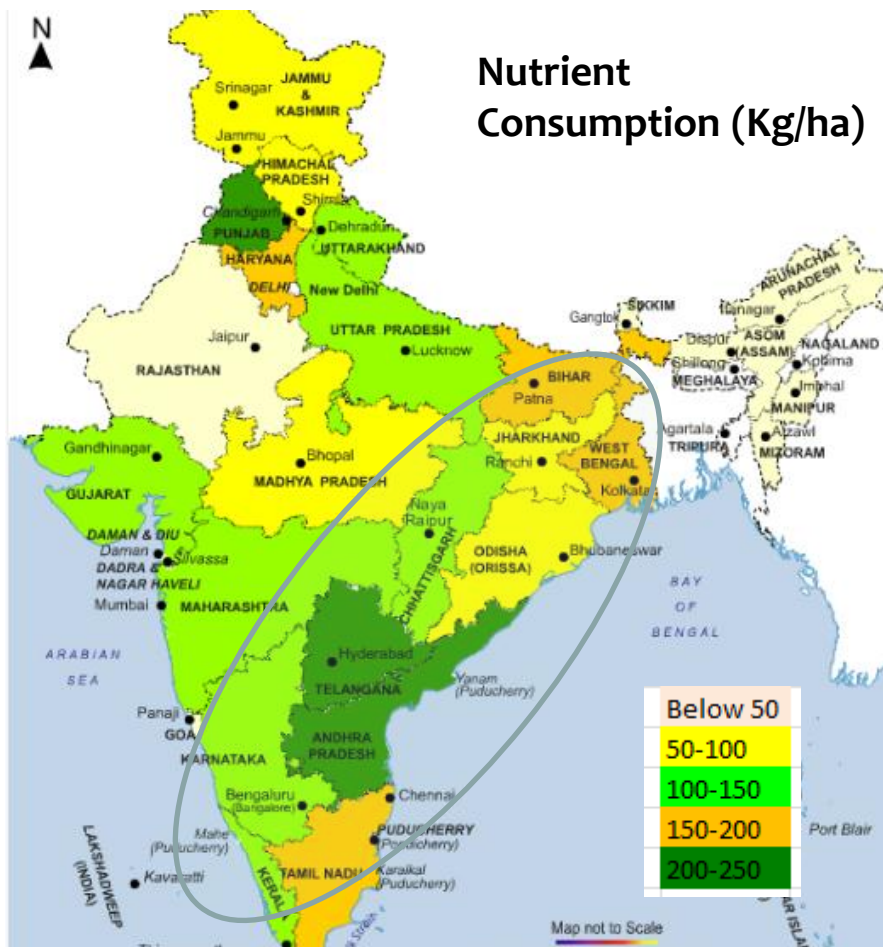 N
Nutrient
Consumption (Kg/ha)
JAMMU
&
KASHMIR
Srinagar
Jammu
HIMACHAL
PRADESH
Shimla
Chandigarh
PUNJAB
Dehradun
UTTARAKHAND
HARYANA
DELHI
New Delhi
UTTAR PRADESH
Lucknow
Jaipur
RAJASTHAN
ARUNACHAL
PRADESH
SIKKIM
Gangtok
Itanagar
Dispur
ASOM
(ASSAM)
NAGALAND
Kohima
Shillong
MEGHALAYA
Imphal
MANIPUR
Agartala
TRIPURA
Aizawl
MIZORAM
BIHAR
Patna
JHARKHAND
Ranchi
WEST
BENGAL
Kolkata
Gandhinagar
GUJARAT
Bhopal
MADHYA PRADESH
Naya
Raipur
CHHATTISGARH
ODISHA
(ORISSA)
Bhubaneswar
DAMAN & DIU
Daman
Silvassa
DADRA &
NAGAR HAVELI
Mumbai
MAHARASHTRA
BAY
OF
BENGAL
ARABIAN
SEA
Hyderabad
TELANGANA
Yanam
(Puducherry)
Panaji
GOA
KARNATAKA
ANDHRA
PRADESH
Bengaluru
(Bangalore)
Chennai
Mahe
(Puducherry)
PUDUCHERRY
(Pondicherry)
TAMIL NADU
Karaikal
(Puducherry)
KERAL
LAKSHADWEEP
(INDIA)
Kavaratti
Port Blair
Below 50
50-100
100-150
150-200
200-250
Strait
Map not to Scale